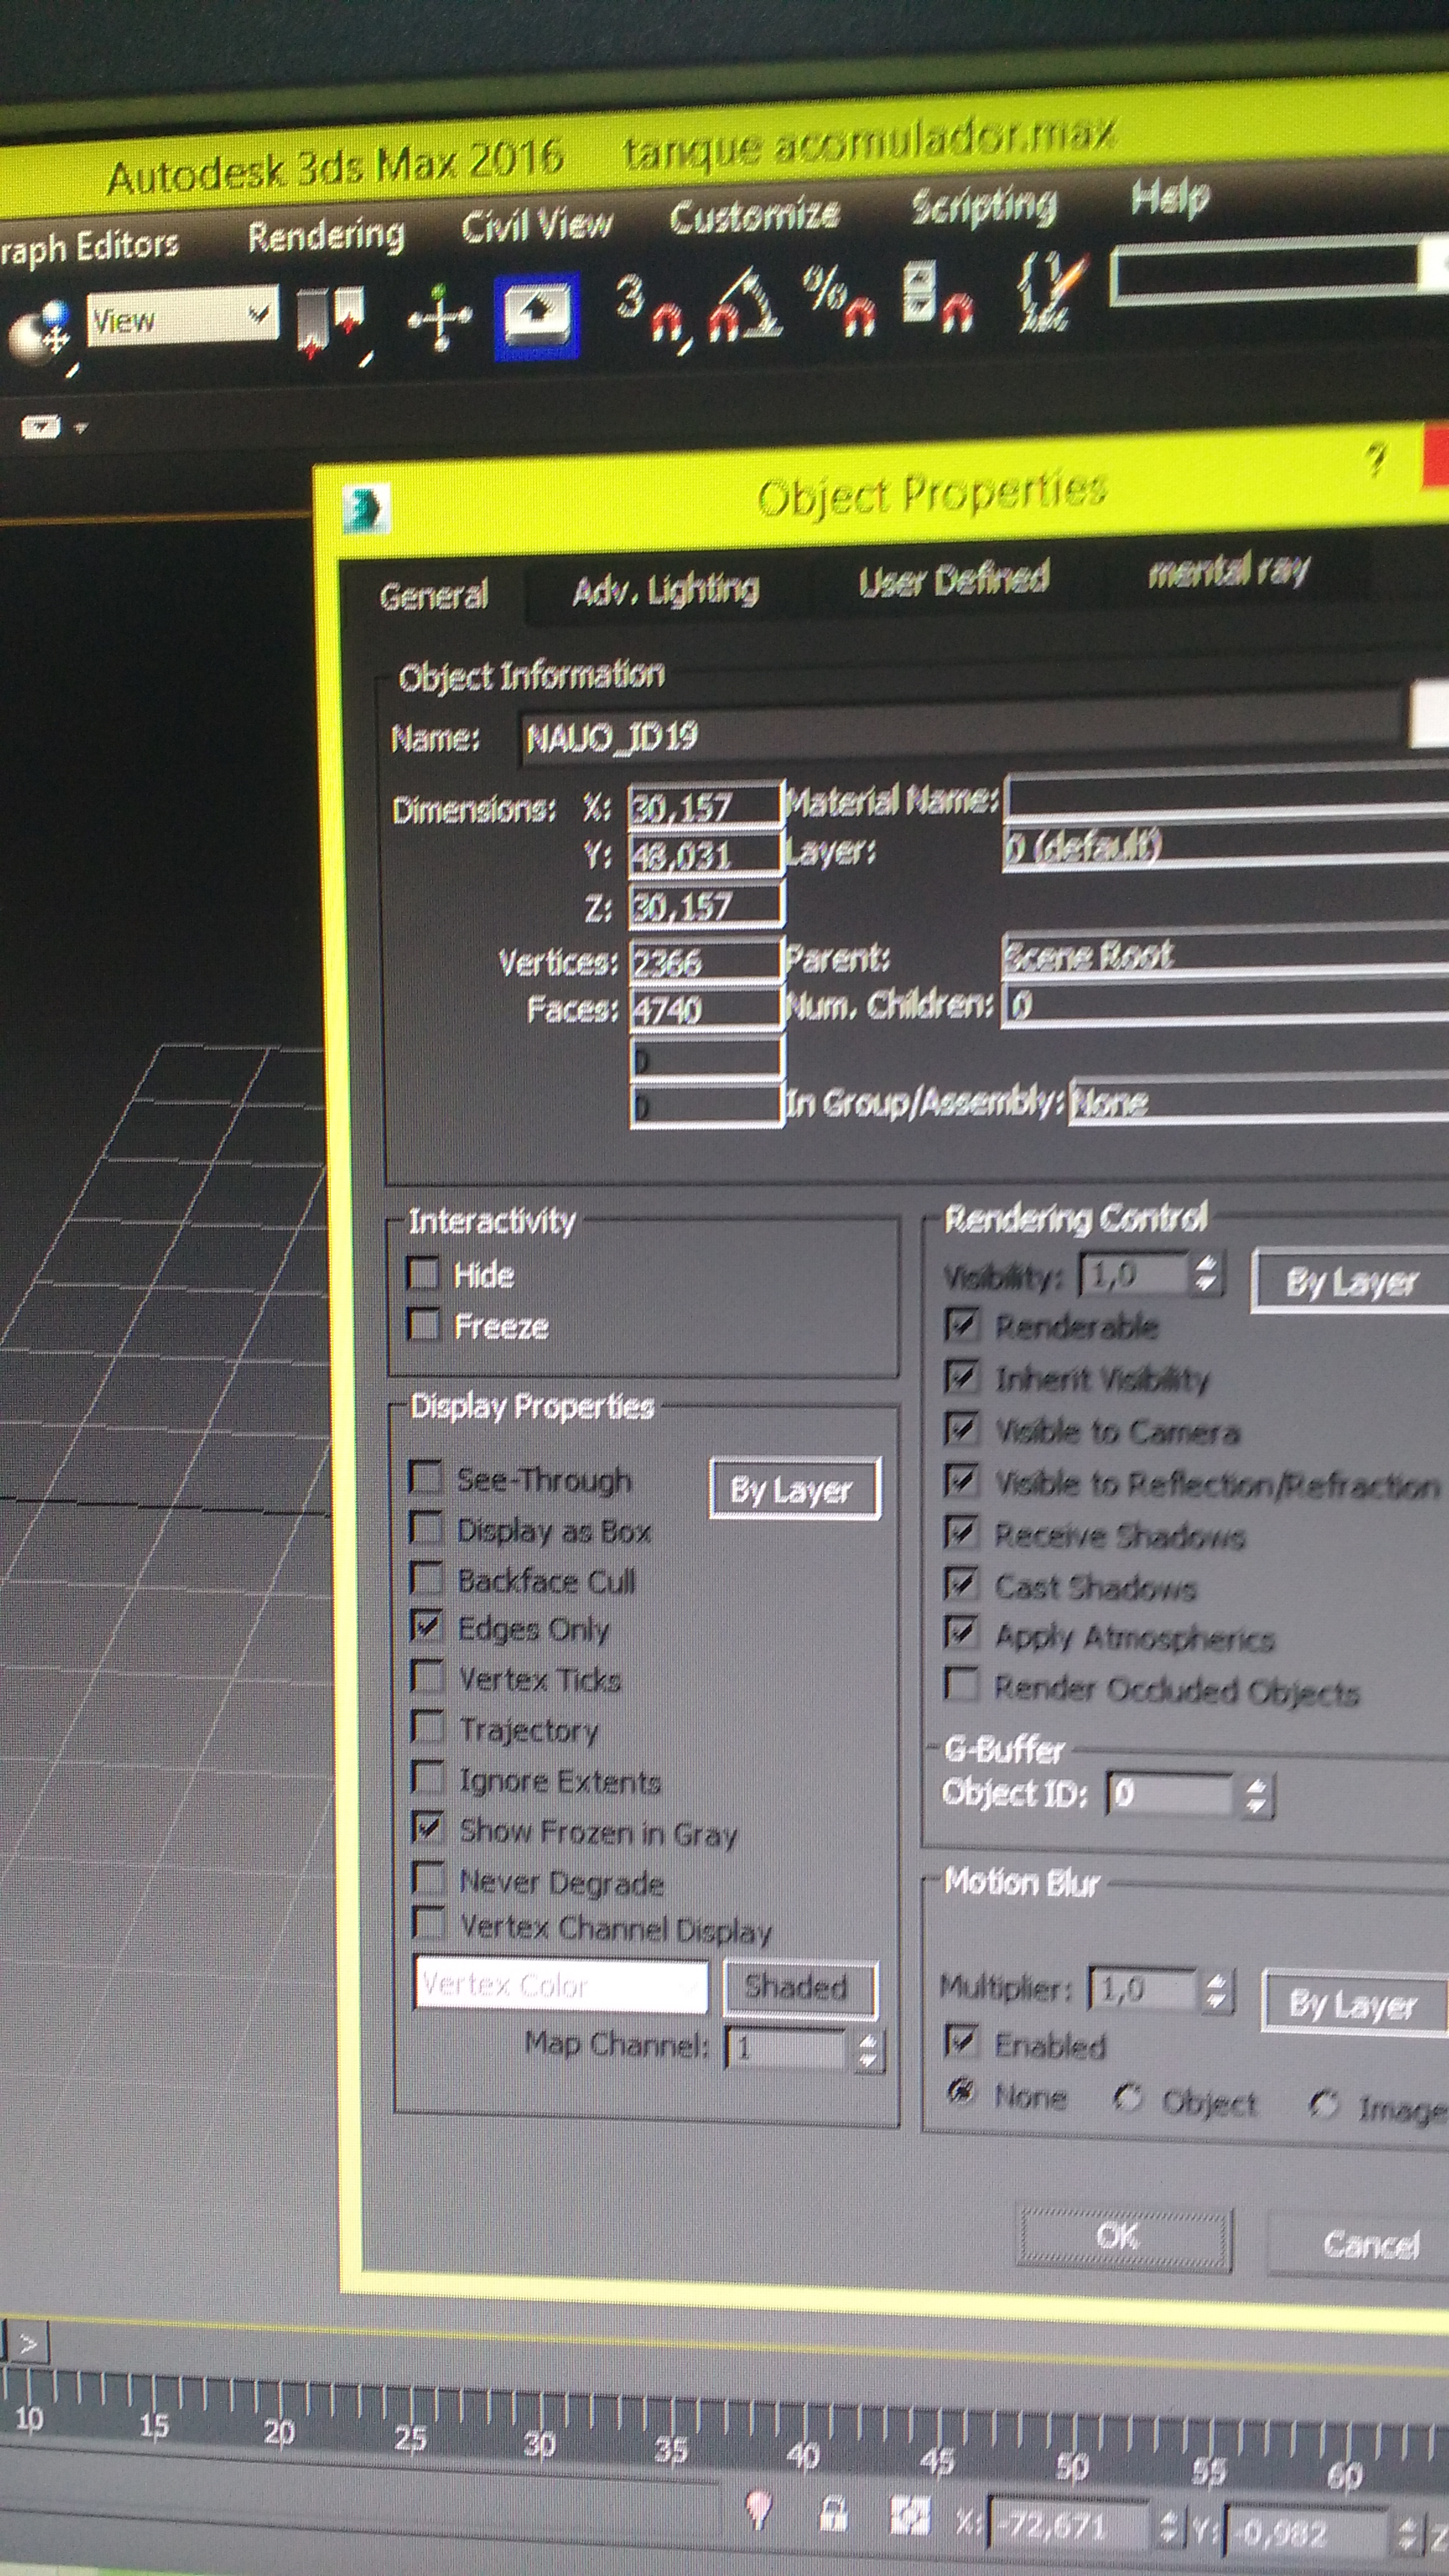 Autodesk 3ds Max 2016 tanque acomulador.max
raph Editors Rendering Civil View Customize Scripting Help
View 3 %
Object Properties ?
General Adv. Lighting User Defined mental ray
Object Information
Name: NAUO_ID19
Dimensions: X: 30,157 Material Name:
Y: 48,031 Layer: 0 (default)
Z: 30,157
Vertices: 2366 Parent: Scene Root
Faces: 4740 Num. Children: 0
0
0 In Group/Assembly: None
Interactivity
Hide
Freeze
Display Properties
See-Through By Layer
Display as Box
Backface Cull
Edges Only
Vertex Ticks
Trajectory
Ignore Extents
Show Frozen in Gray
Never Degrade
Vertex Channel Display
Vertex Color Shaded
Map Channel: 1
Rendering Control
Visibility: 1,0 By Layer
Renderable
Inherit Visibility
Visible to Camera
Visible to Reflection/Refraction
Receive Shadows
Cast Shadows
Apply Atmospherics
Render Occluded Objects
G-Buffer
Object ID: 0
Motion Blur
Multiplier: 1,0 By Layer
Enabled
None Object Image
OK Cancel
>
10 15 20 25 30 35 40 45 50 55 60
X: -72,671 Y: -0,982 Z